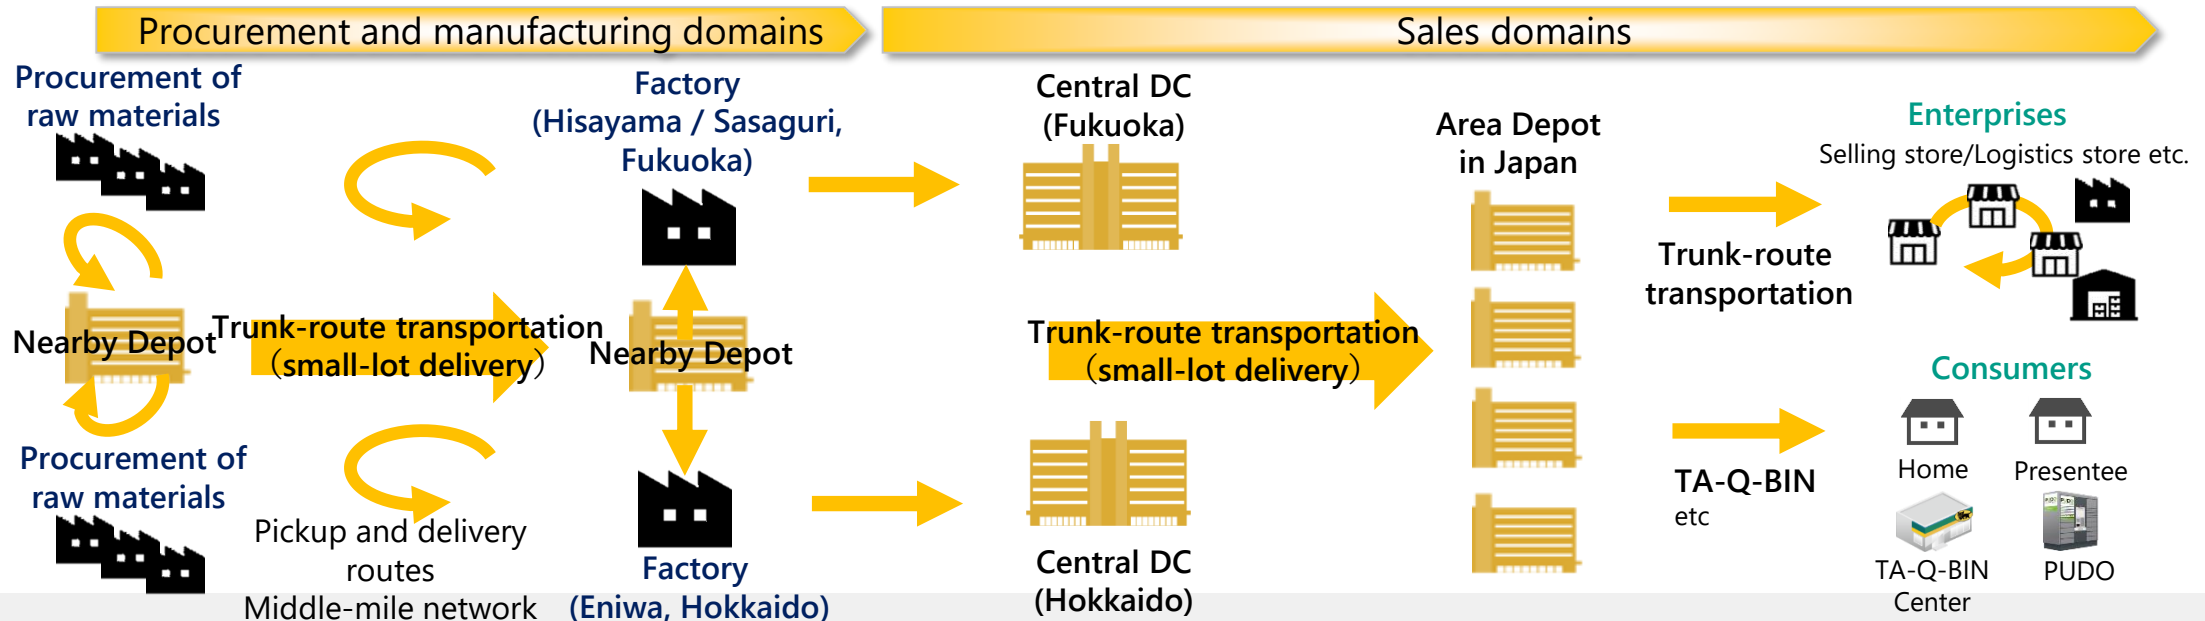 Procurement and manufacturing domains
Sales domains
Procurement of
raw materials
Factory
(Hisayama / Sasaguri,
Fukuoka)
Central DC
(Fukuoka)
Area Depot
in Japan
Enterprises
Selling store/Logistics store etc.
Nearby Depot
Trunk-route transportation
（small-lot delivery）
Nearby Depot
Trunk-route transportation
（small-lot delivery）
Trunk-route
transportation
Consumers
Home
Presentee
TA-Q-BIN
etc
TA-Q-BIN
Center
PUDO
Procurement of
raw materials
Pickup and delivery
routes
Middle-mile network
Factory
(Eniwa, Hokkaido)
Central DC
(Hokkaido)